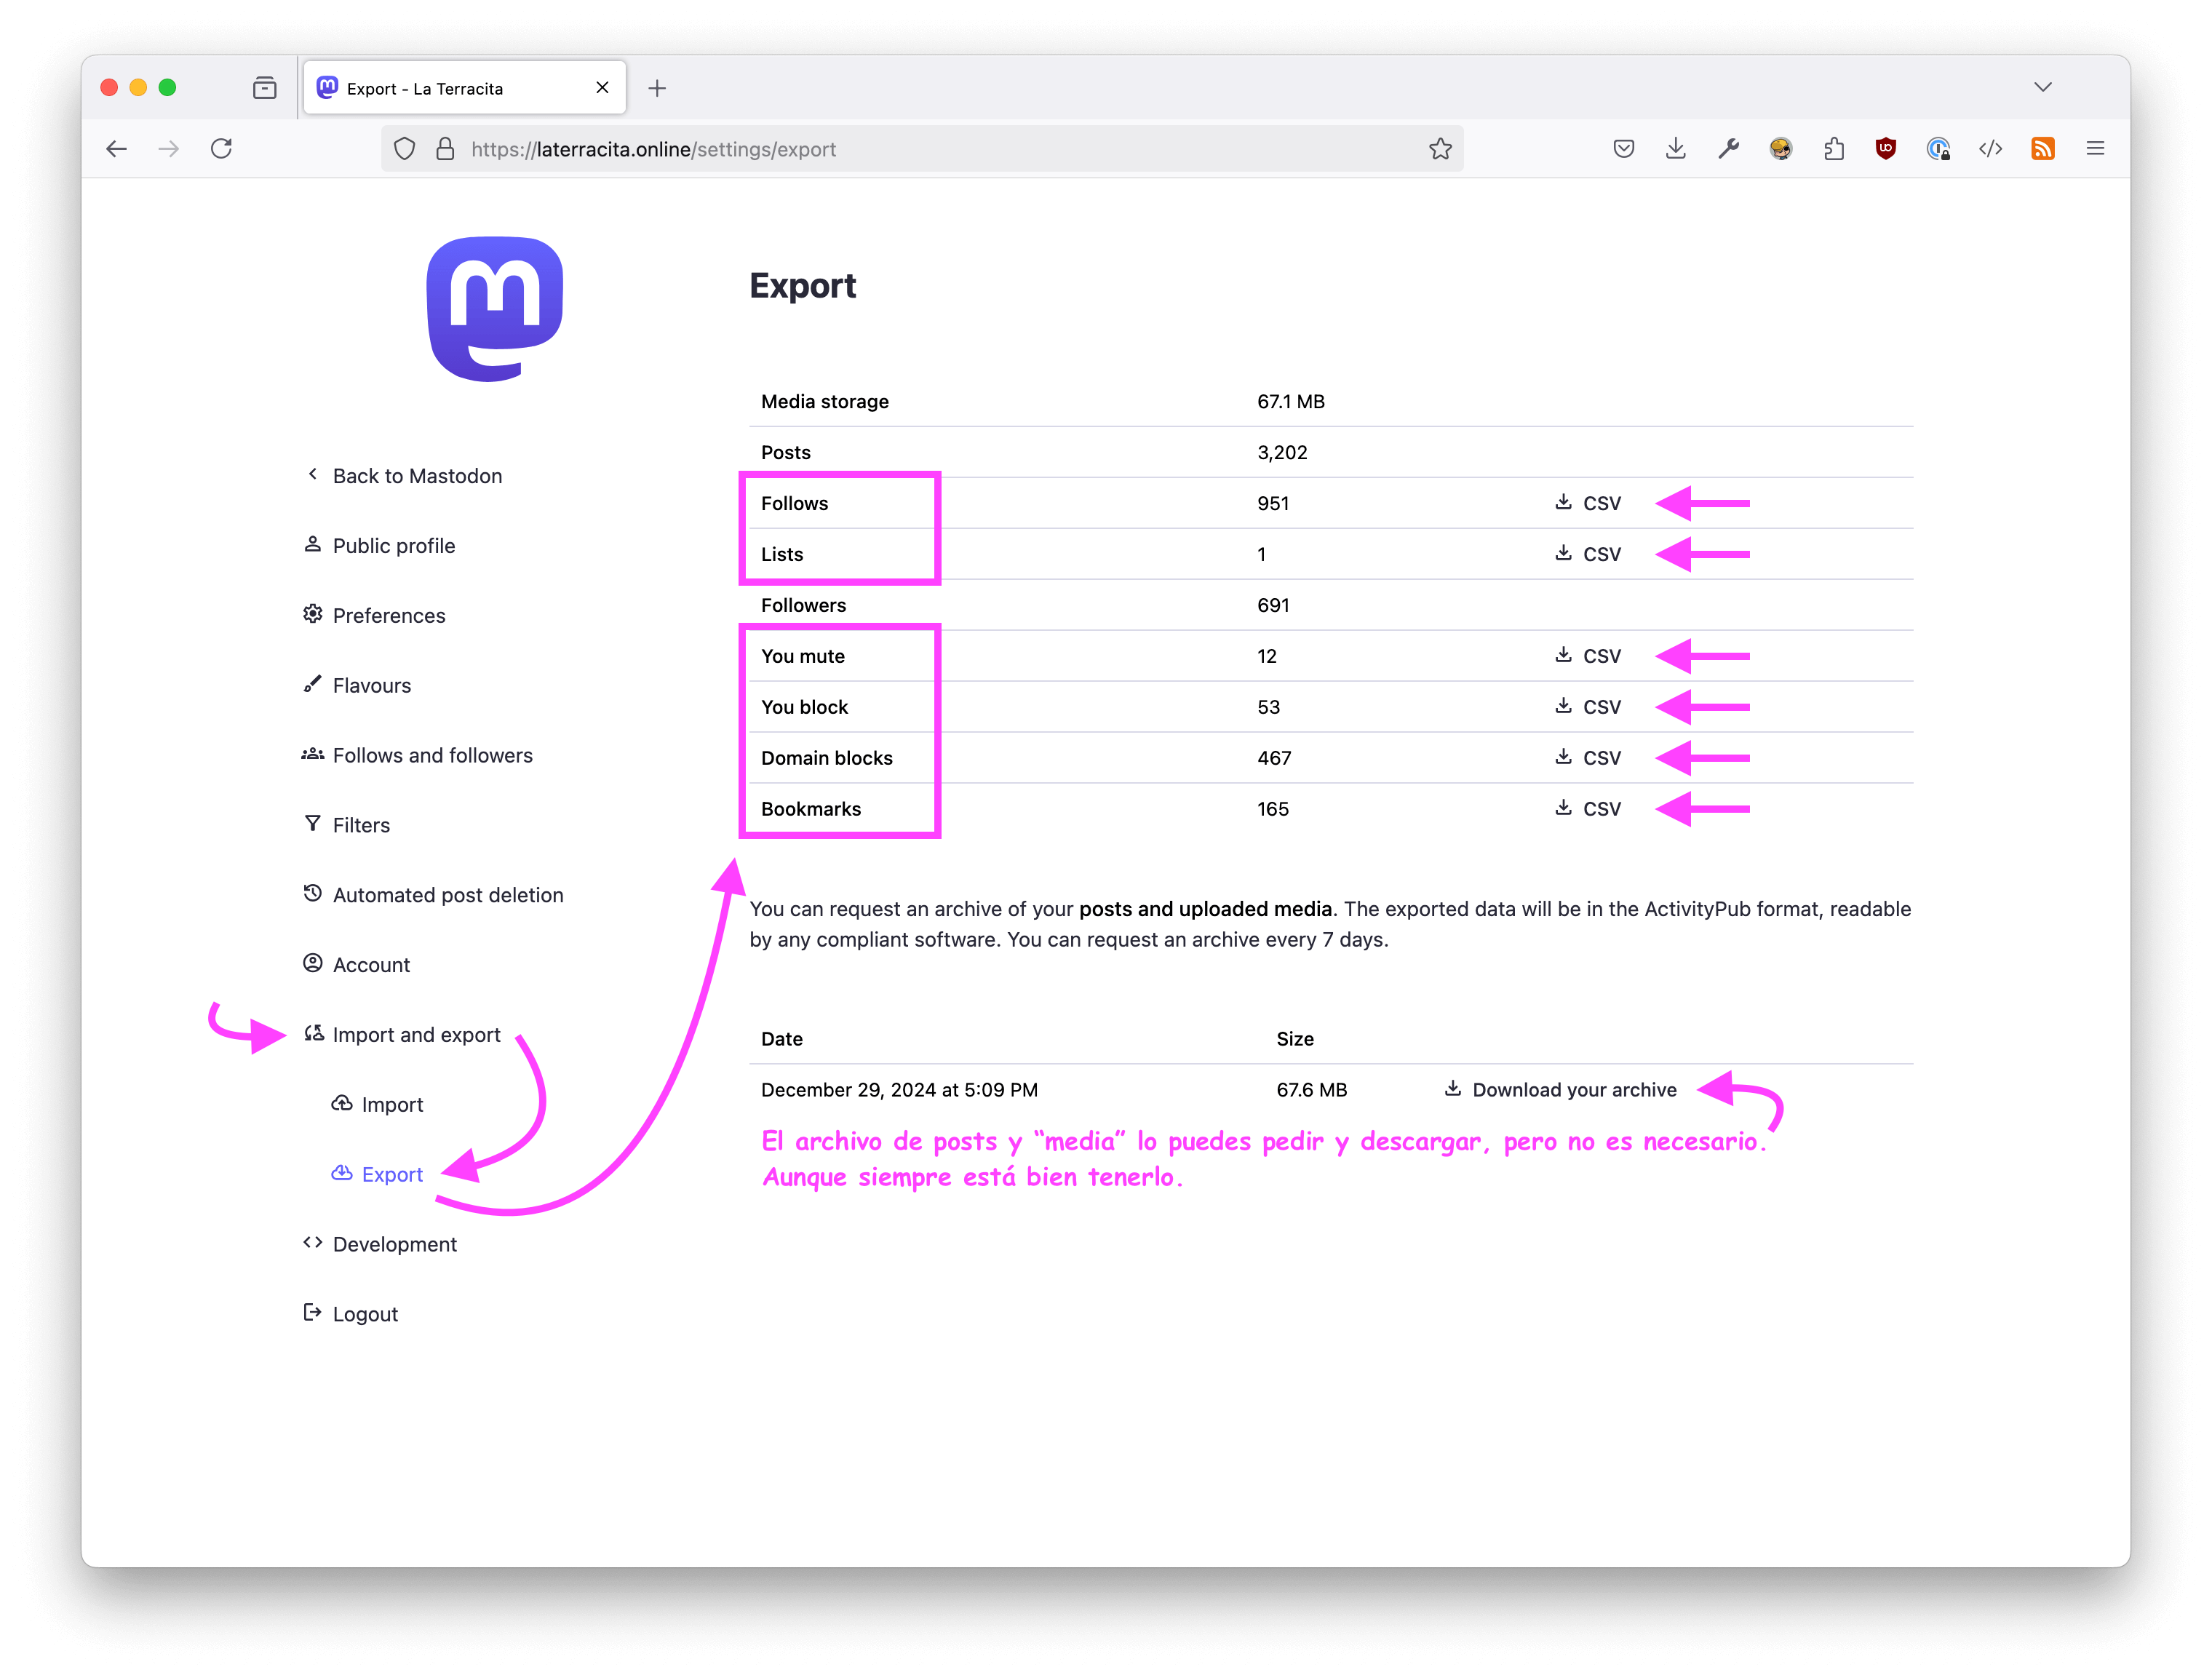 Export - La Terracita
https://laterracita.online/settings/export
Export
Media storage 67.1 MB
Posts 3,202
Follows 951 CSV
Lists 1 CSV
Followers 691
You mute 12 CSV
You block 53 CSV
Domain blocks 467 CSV
Bookmarks 165 CSV
Back to Mastodon
Public profile
Preferences
Flavours
Follows and followers
Filters
Automated post deletion
Account
Import and export
Import
Export
Development
Logout
You can request an archive of your posts and uploaded media. The exported data will be in the ActivityPub format, readable
by any compliant software. You can request an archive every 7 days.
Date Size
December 29, 2024 at 5:09 PM 67.6 MB Download your archive
El archivo de posts y “media” lo puedes pedir y descargar, pero no es necesario.
Aunque siempre está bien tenerlo.